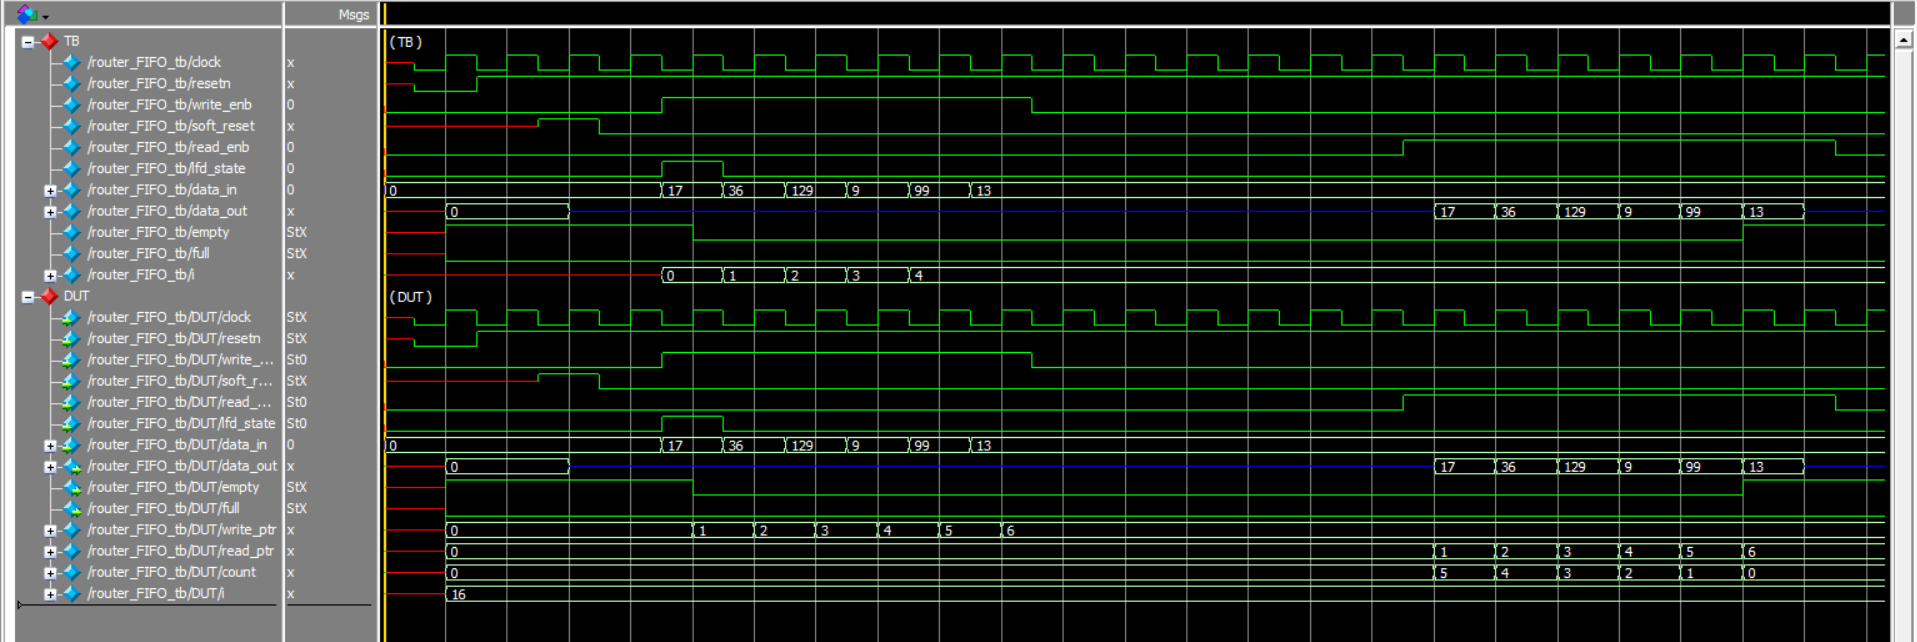 Msgs
TB (TB)
/router_FIFO_tb/clock x
/router_FIFO_tb/resetn x
/router_FIFO_tb/write_enb 0
/router_FIFO_tb/soft_reset x
/router_FIFO_tb/read_enb 0
/router_FIFO_tb/lfd_state 0
/router_FIFO_tb/data_in 0 0 17 36 129 9 99 13
/router_FIFO_tb/data_out x 0 17 36 129 9 99 13
/router_FIFO_tb/empty StX
/router_FIFO_tb/full StX
/router_FIFO_tb/i x 0 1 2 3 4
DUT (DUT)
/router_FIFO_tb/DUT/clock StX
/router_FIFO_tb/DUT/resetn StX
/router_FIFO_tb/DUT/write_... St0
/router_FIFO_tb/DUT/soft_r... StX
/router_FIFO_tb/DUT/read_... St0
/router_FIFO_tb/DUT/lfd_state St0
/router_FIFO_tb/DUT/data_in 0 0 17 36 129 9 99 13
/router_FIFO_tb/DUT/data_out x 0 17 36 129 9 99 13
/router_FIFO_tb/DUT/empty StX
/router_FIFO_tb/DUT/full StX
/router_FIFO_tb/DUT/write_ptr x 0 1 2 3 4 5 6
/router_FIFO_tb/DUT/read_ptr x 0 1 2 3 4 5 6
/router_FIFO_tb/DUT/count x 0 5 4 3 2 1 0
/router_FIFO_tb/DUT/i x 16